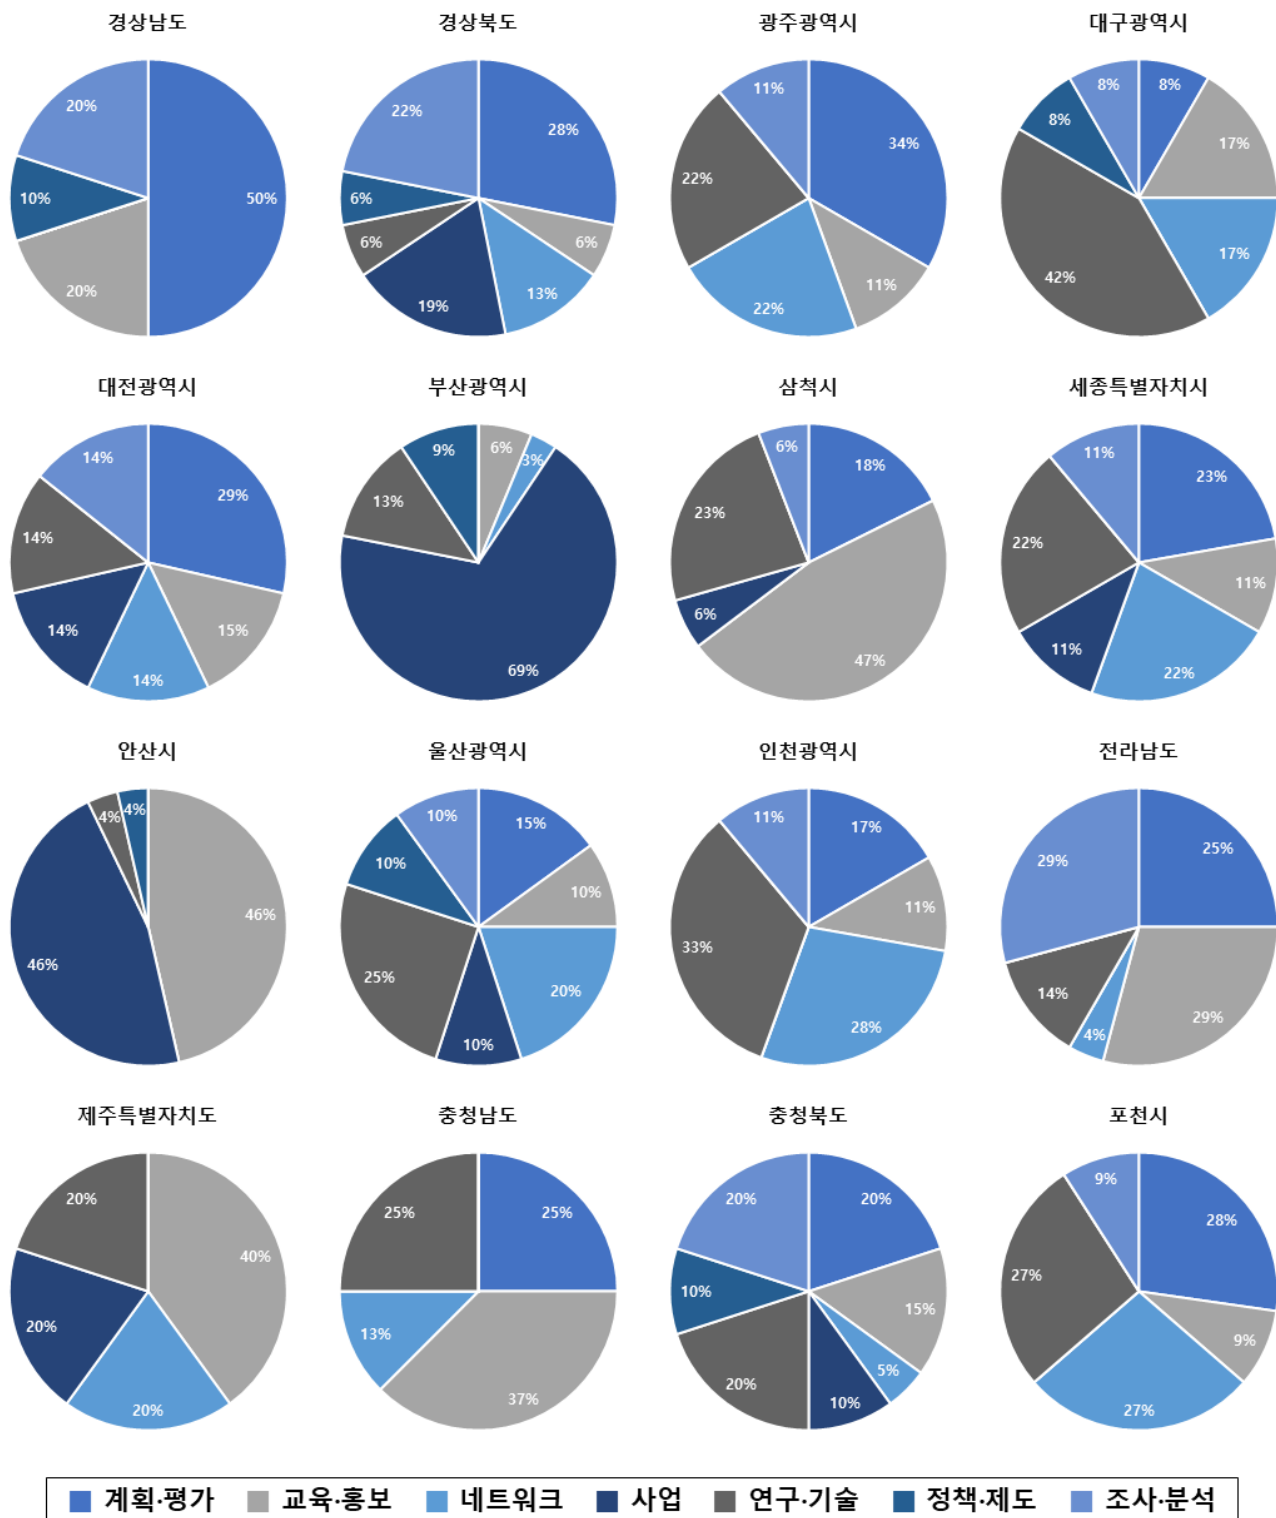 경상남도 경상북도 광주광역시 대구광역시
20% 50% 10% 20%
22% 28% 6% 6% 6% 19% 13%
11% 34% 22% 11% 22%
8% 8% 8% 17% 42% 17%
대전광역시 부산광역시 삼척시 세종특별자치시
14% 29% 14% 15% 14% 14%
9% 6% 3% 13% 69%
6% 18% 23% 6% 47%
11% 23% 22% 11% 11% 22%
안산시 울산광역시 인천광역시 전라남도
4% 4% 46% 46%
10% 15% 10% 10% 25% 20% 10%
11% 17% 11% 33% 28%
29% 25% 14% 4% 29%
제주특별자치도 충청남도 충청북도 포천시
20% 40% 20% 20%
25% 25% 13% 37%
20% 20% 10% 15% 5% 20% 10%
9% 28% 27% 9% 27%
계획·평가 교육·홍보 네트워크 사업 연구·기술 정책·제도 조사·분석